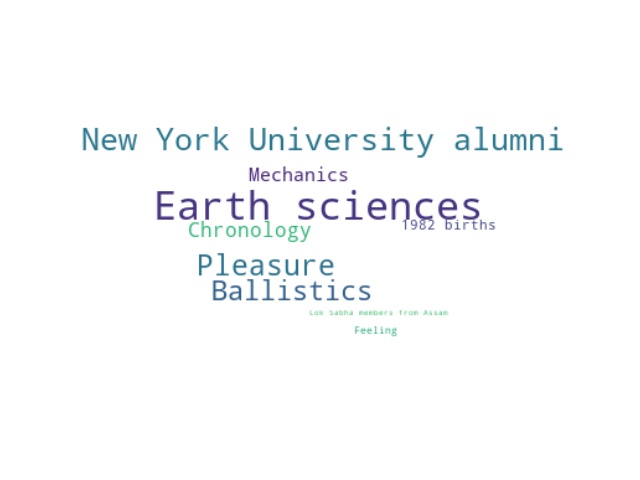 New York University alumni
Mechanics
Earth sciences
1982 births
Chronology
Pleasure
Ballistics
Lok Sabha members from Assam
Feeling